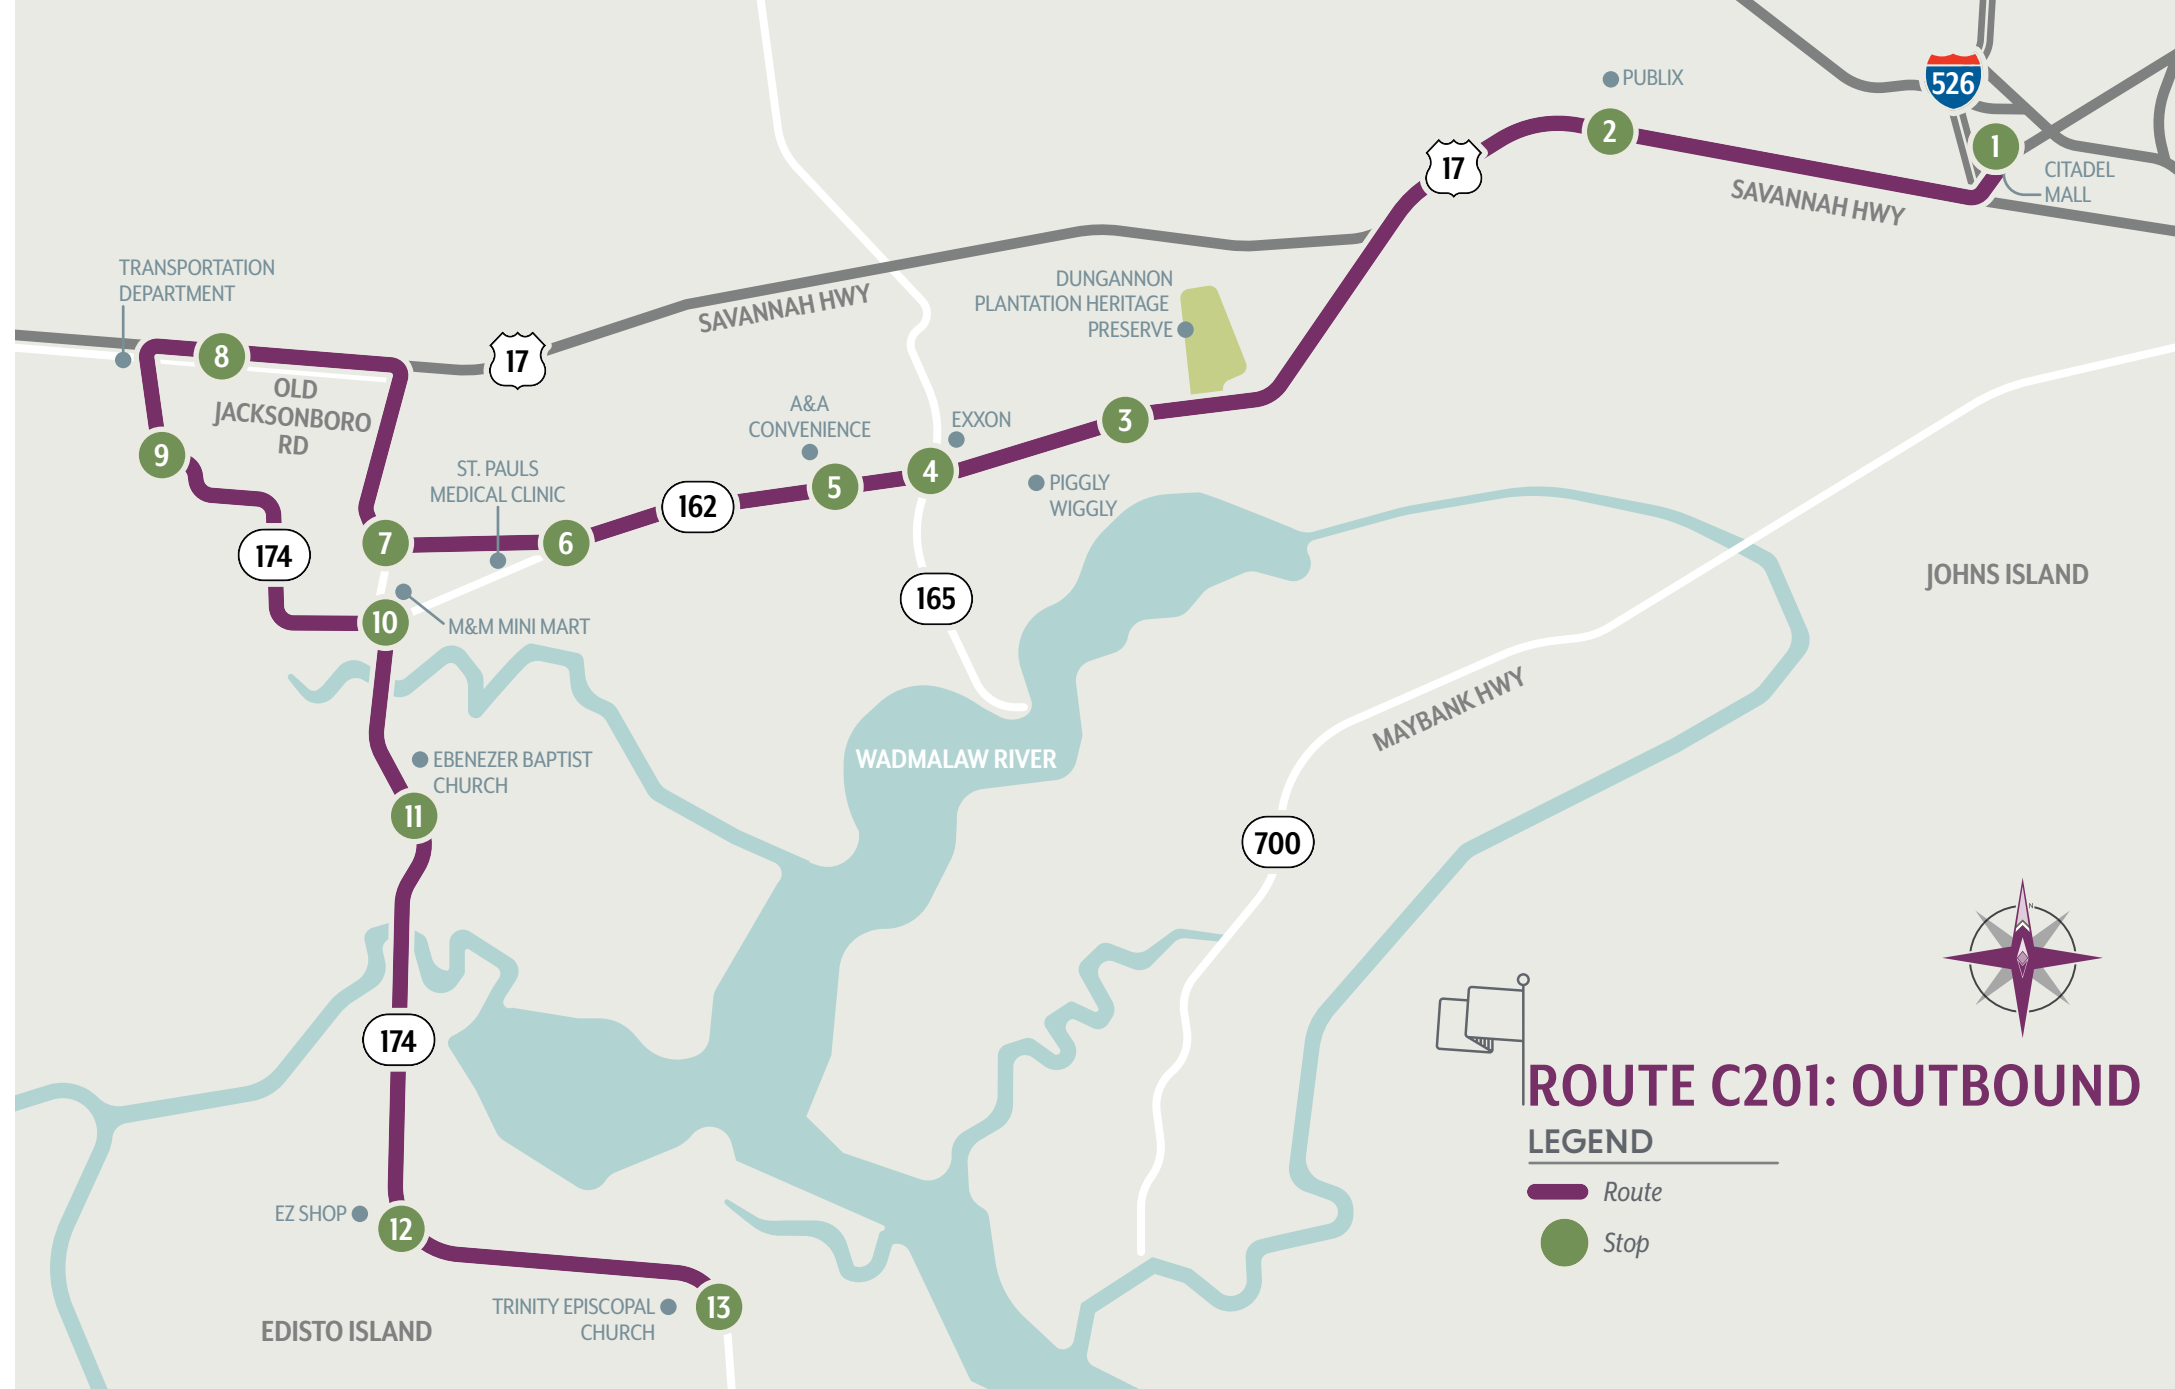 PUBLIX
526
1
2
17
CITADEL
MALL
SAVANNAH HWY
TRANSPORTATION
DEPARTMENT
DUNGANNON
PLANTATION HERITAGE
PRESERVE
SAVANNAH HWY
8
17
OLD
JACKSONBORO
RD
A&A
CONVENIENCE
EXXON
3
9
ST. PAULS
MEDICAL CLINIC
4
5
PIGGLY
WIGGLY
162
7
6
174
JOHNS ISLAND
165
10
M&M MINI MART
MAYBANK HWY
WADMALAW RIVER
EBENEZER BAPTIST
CHURCH
11
700
N
174
ROUTE C201: OUTBOUND
LEGEND
Route
Stop
EZ SHOP
12
TRINITY EPISCOPAL
CHURCH
13
EDISTO ISLAND